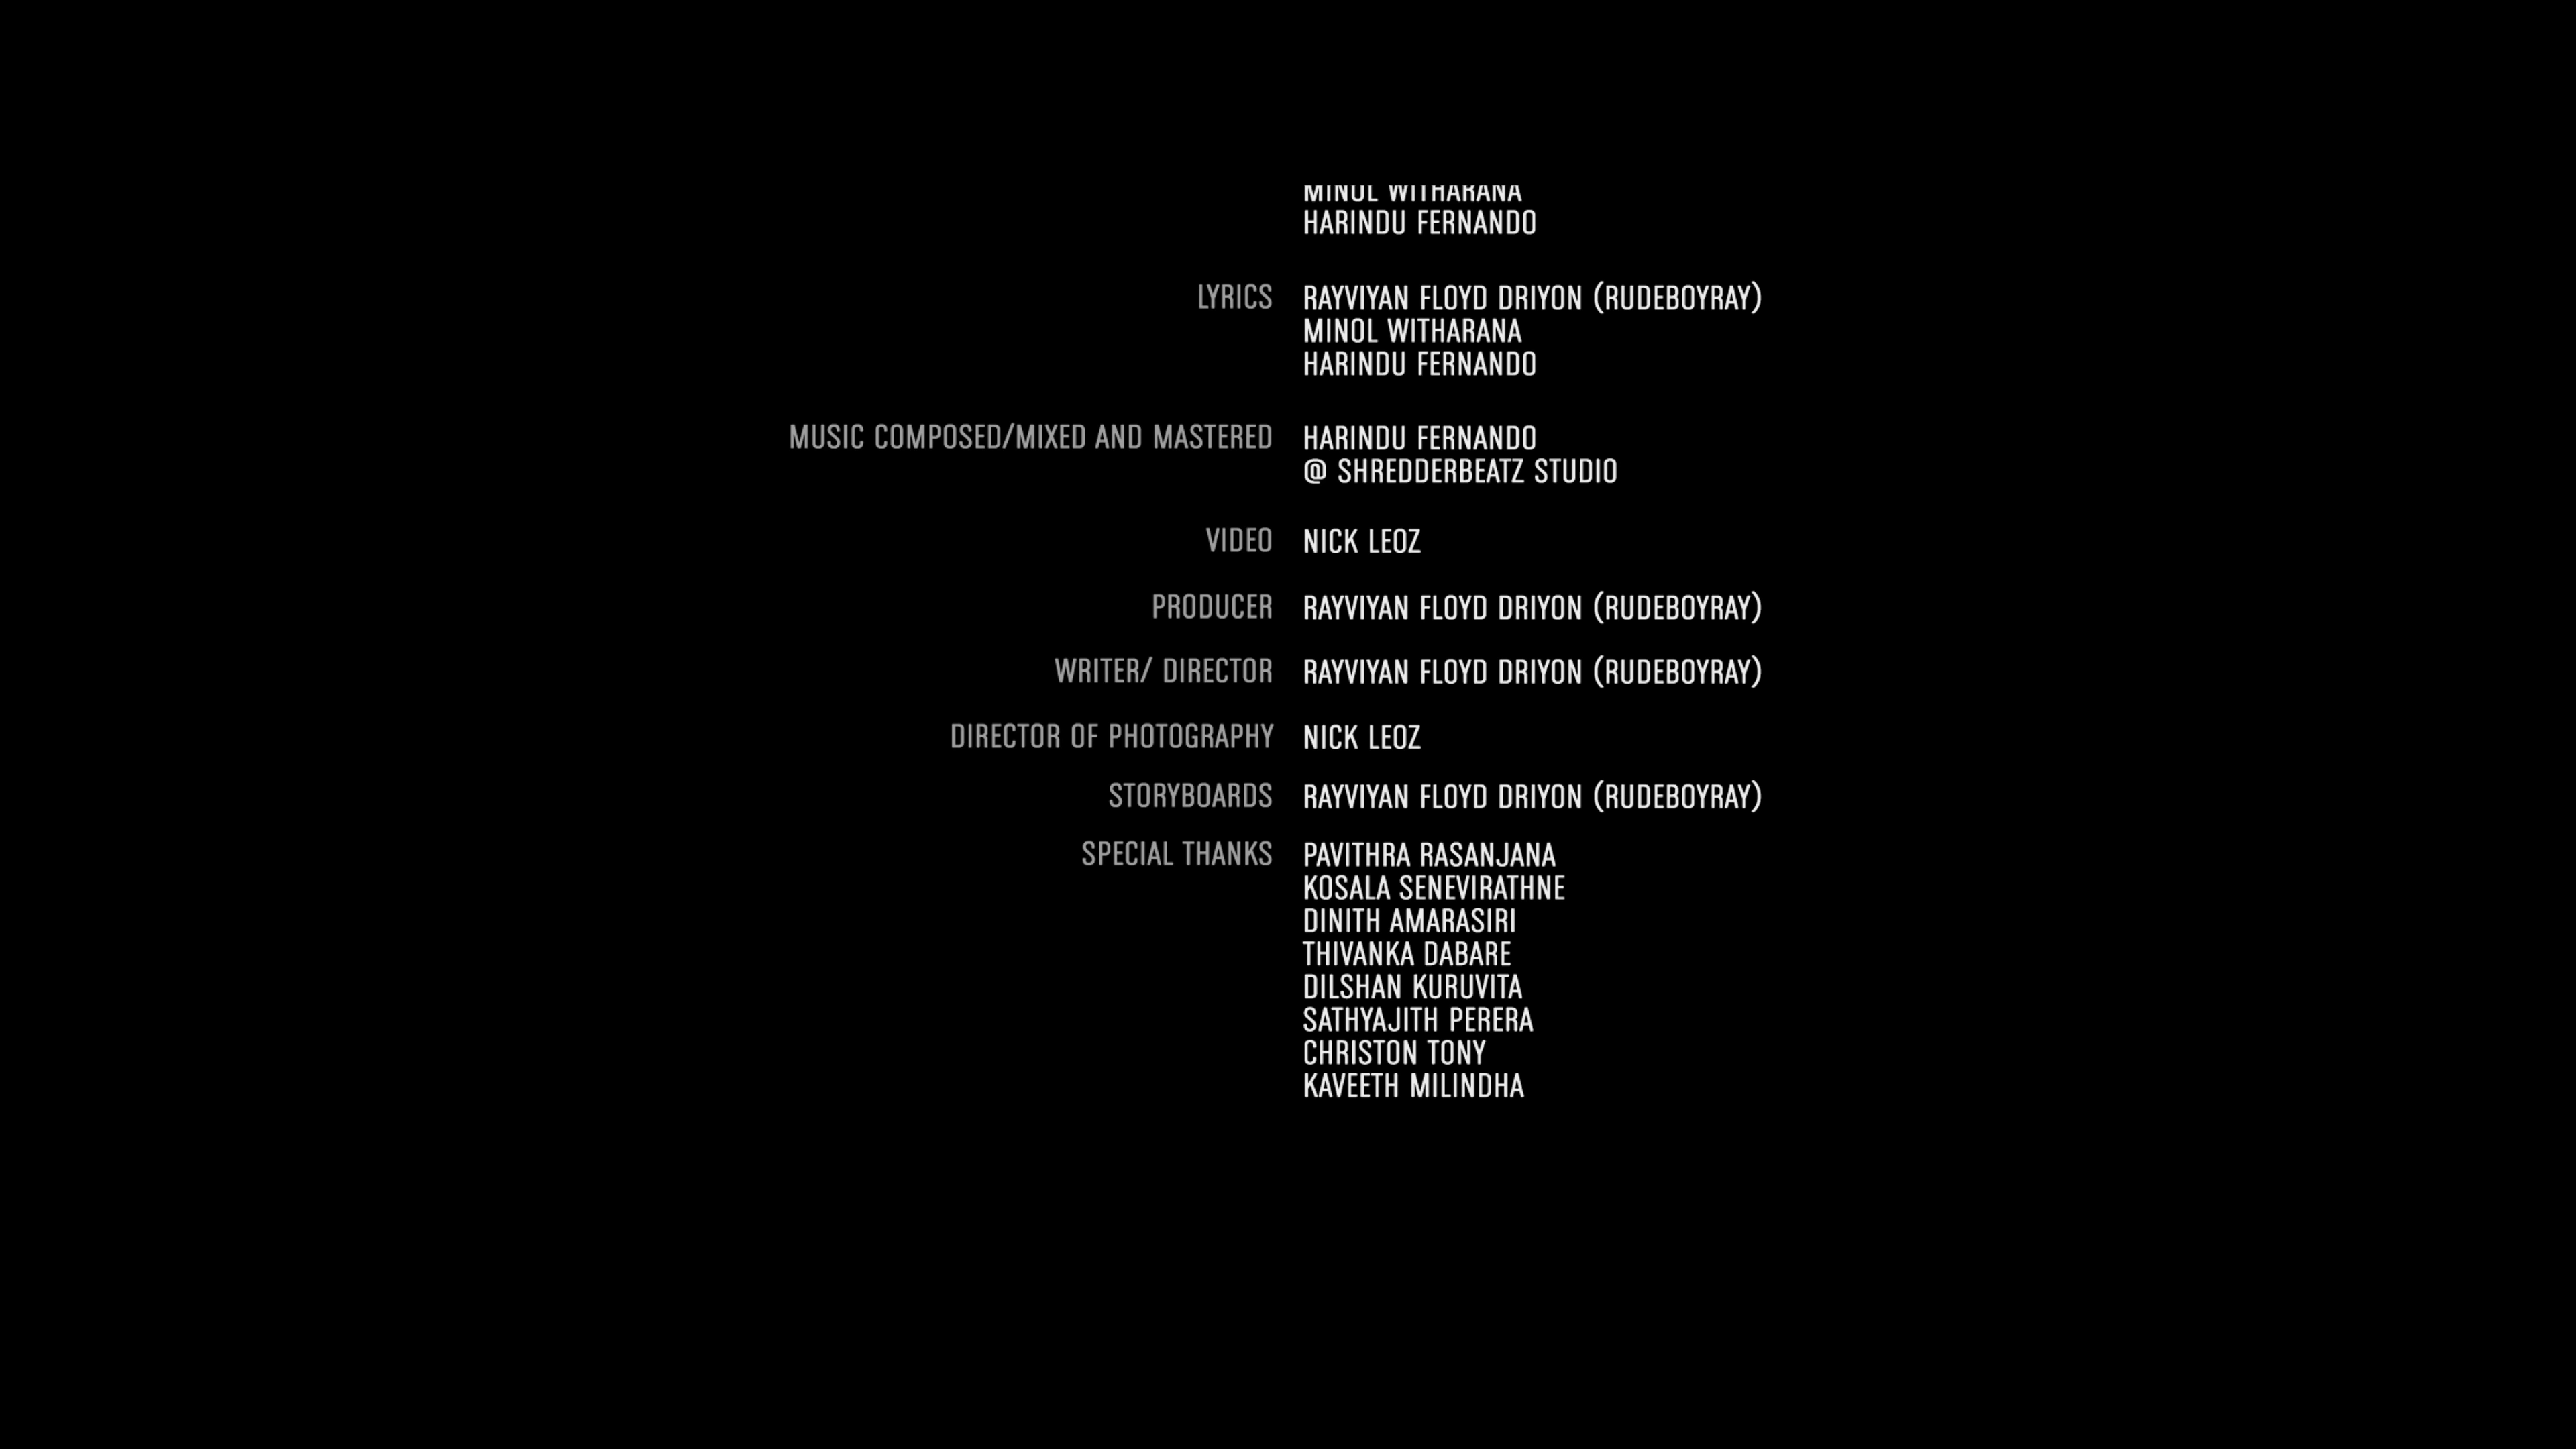 MINOL WITHARANA
HARINDU FERNANDO
LYRICS RAYVIYAN FLOYD DRIYON (RUDEBOYRAY)
MINOL WITHARANA
HARINDU FERNANDO
MUSIC COMPOSED/MIXED AND MASTERED HARINDU FERNANDO
@ SHREDDERBEATZ STUDIO
VIDEO NICK LEOZ
PRODUCER RAYVIYAN FLOYD DRIYON (RUDEBOYRAY)
WRITER/ DIRECTOR RAYVIYAN FLOYD DRIYON (RUDEBOYRAY)
DIRECTOR OF PHOTOGRAPHY NICK LEOZ
STORYBOARDS RAYVIYAN FLOYD DRIYON (RUDEBOYRAY)
SPECIAL THANKS PAVITHRA RASANJANA
KOSALA SENEVIRATHNE
DINITH AMARASIRI
THIVANKA DABARE
DILSHAN KURUVITA
SATHYAJITH PERERA
CHRISTON TONY
KAVEETH MILINDHA